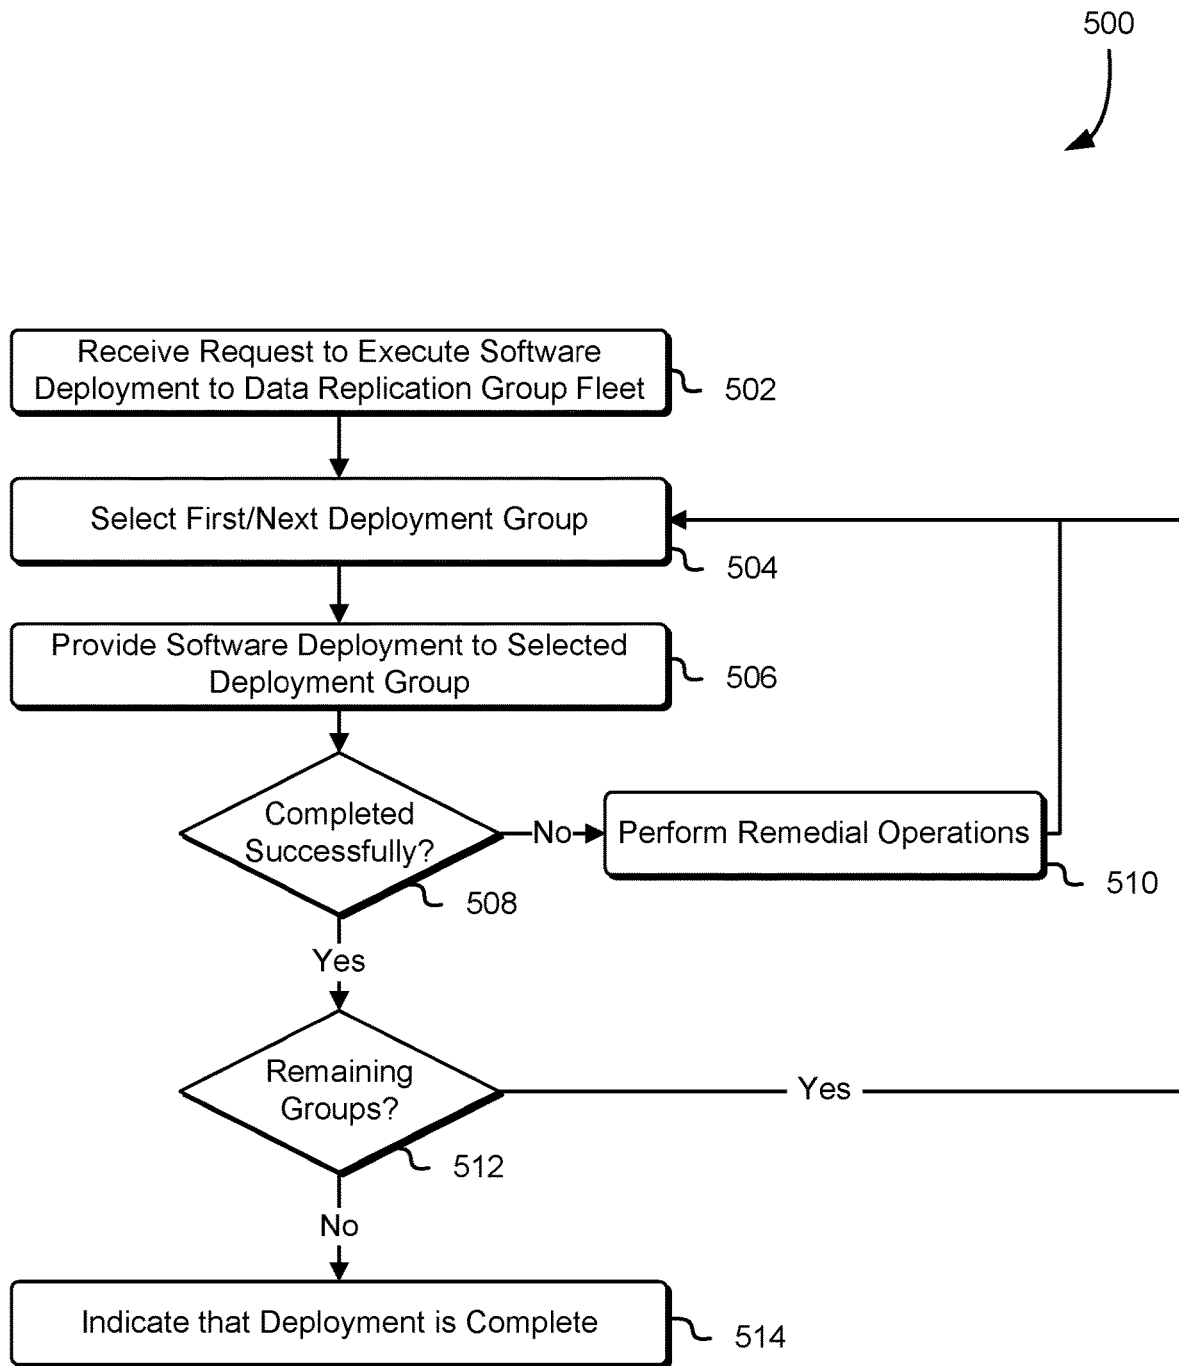 500
Receive Request to Execute Software
Deployment to Data Replication Group Fleet
502
Select First/Next Deployment Group
504
Provide Software Deployment to Selected
Deployment Group
506
Completed
Successfully?
508
No
Perform Remedial Operations
510
Yes
Remaining
Groups?
512
Yes
No
Indicate that Deployment is Complete
514